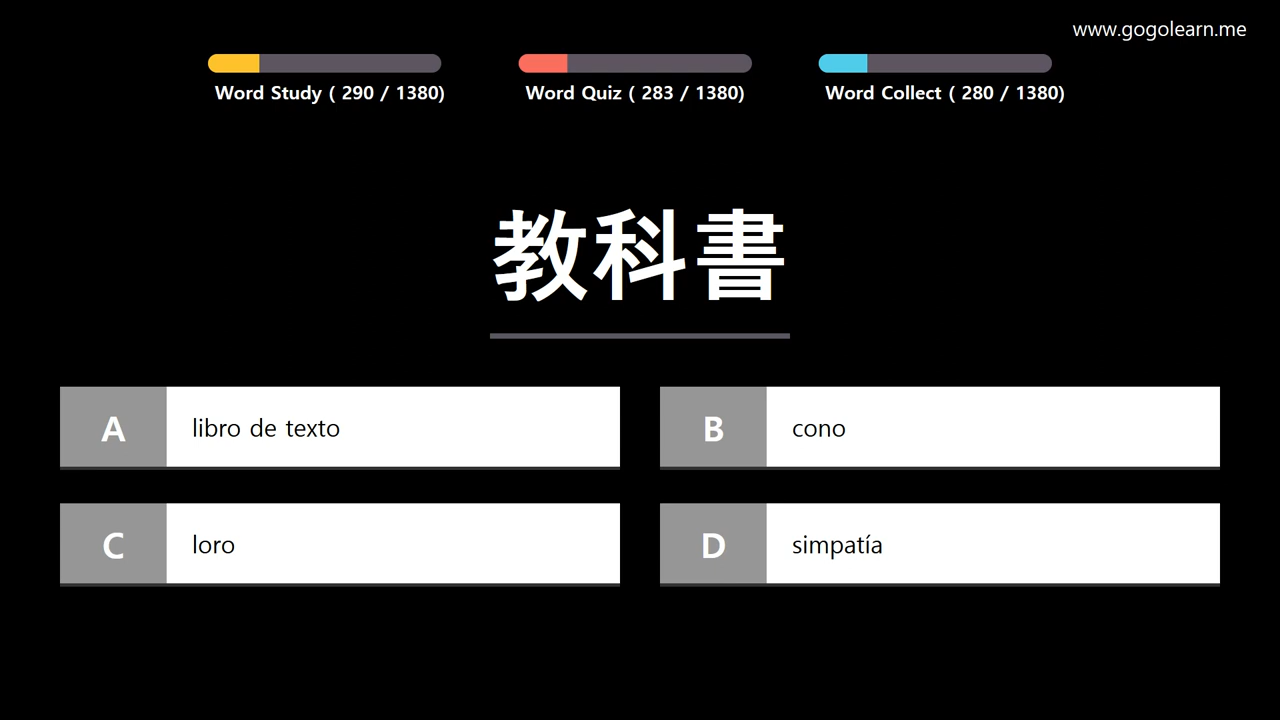 www.gogolearn.me
Word Study ( 290 / 1380)
Word Quiz ( 283 / 1380)
Word Collect ( 280 / 1380)
教科書
A libro de texto
B cono
C loro
D simpatía